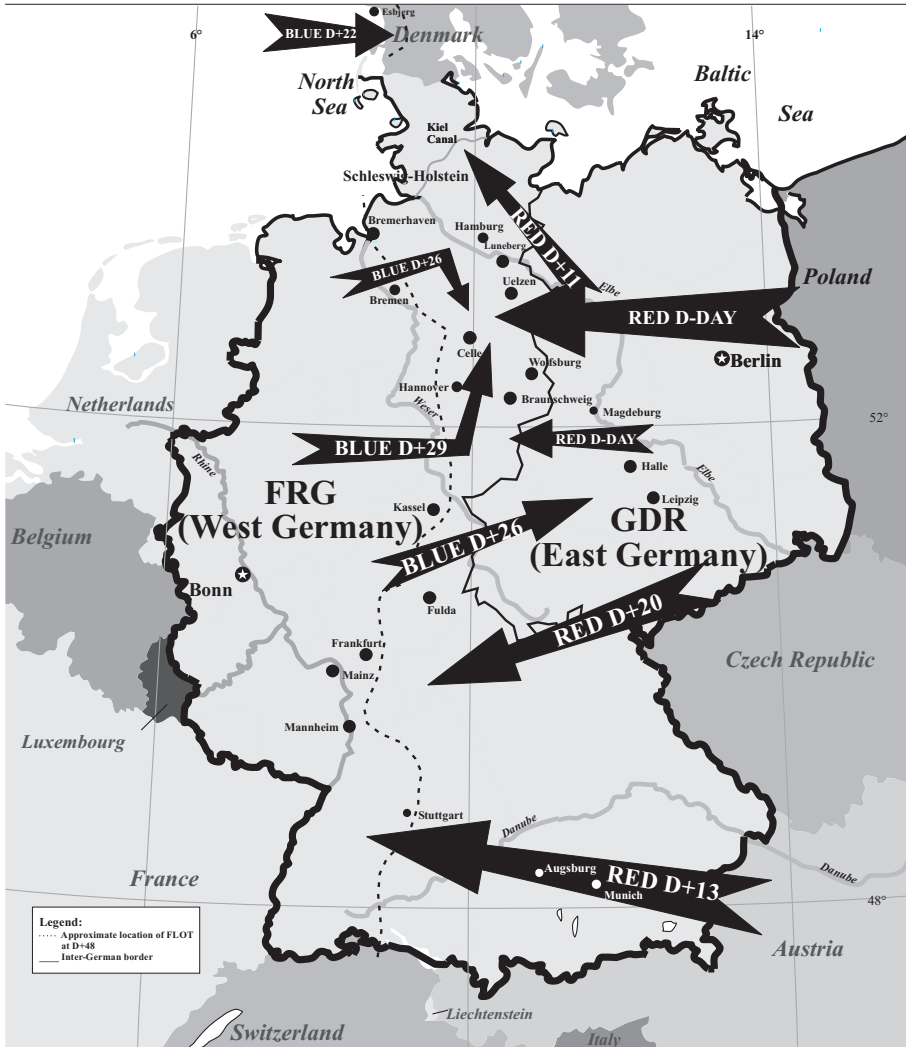 Esbjerg
BLUE D+22
Denmark
6°
14°
North
Sea
Baltic
Sea
Kiel
Canal
Schleswig-Holstein
RED D+11
Bremerhaven
Hamburg
Luneberg
BLUE D+26
Bremen
Uelzen
Elbe
Poland
RED D-DAY
Celle
Berlin
Wolfsburg
Hannover
Braunschweig
Netherlands
Weser
Magdeburg
52°
BLUE D+29
RED D-DAY
Rhine
Halle
Elbe
FRG
(West Germany)
Kassel
Leipzig
GDR
(East Germany)
Belgium
BLUE D+26
Bonn
Fulda
RED D+20
Frankfurt
Mainz
Czech Republic
Mannheim
Luxembourg
Stuttgart
Danube
Danube
Augsburg
RED D+13
Munich
France
48°
Legend:
Approximate location of FLOT
at D+48
Inter-German border
Austria
Liechtenstein
Switzerland
Italy